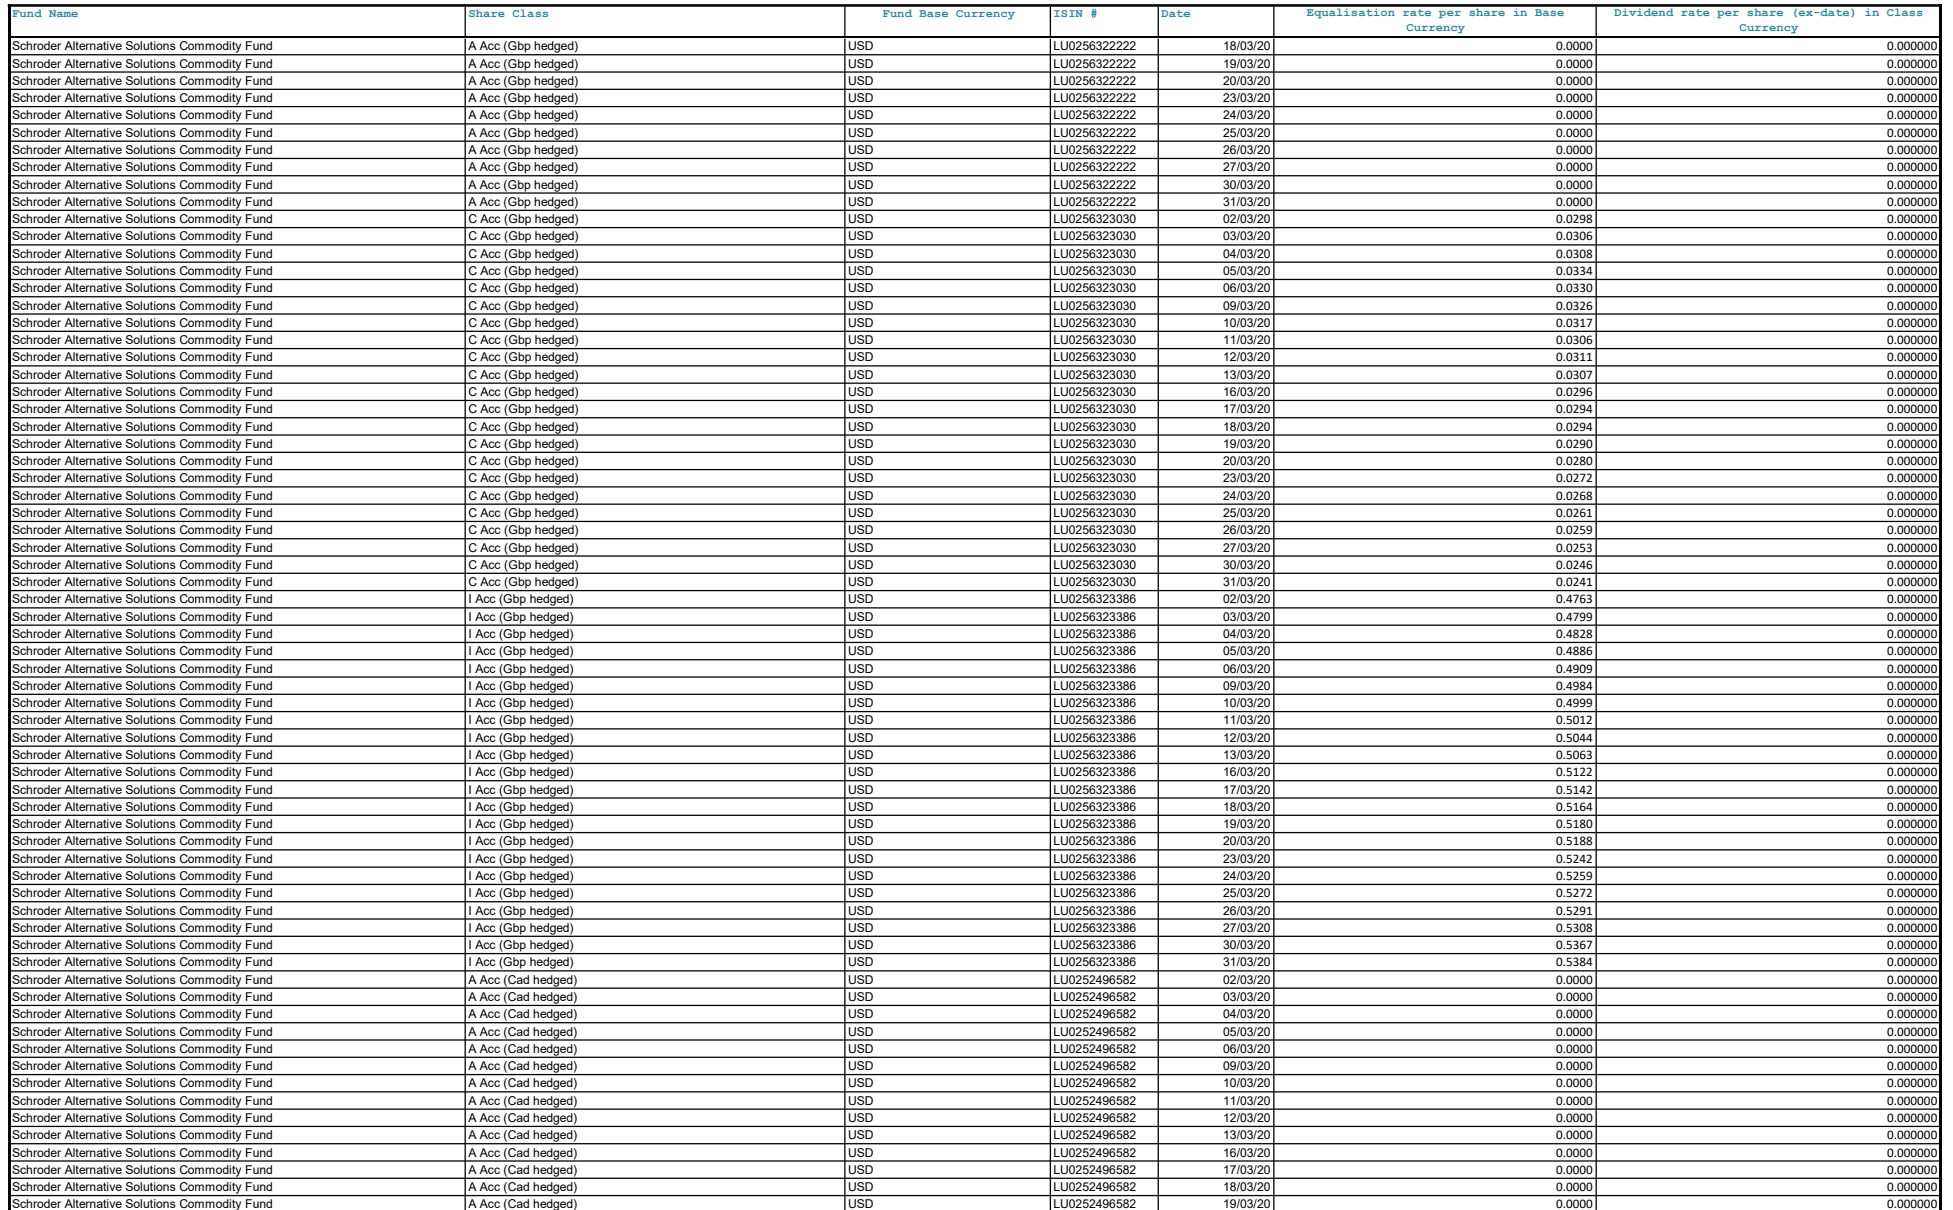 Fund Name Share Class Fund Base Currency ISIN # Date Equalisation rate per share in Base Currency Dividend rate per share (ex-date) in Class Currency
Schroder Alternative Solutions Commodity Fund A Acc (Gbp hedged) USD LU0256322222 18/03/20 0.0000 0.000000
Schroder Alternative Solutions Commodity Fund A Acc (Gbp hedged) USD LU0256322222 19/03/20 0.0000 0.000000
Schroder Alternative Solutions Commodity Fund A Acc (Gbp hedged) USD LU0256322222 20/03/20 0.0000 0.000000
Schroder Alternative Solutions Commodity Fund A Acc (Gbp hedged) USD LU0256322222 23/03/20 0.0000 0.000000
Schroder Alternative Solutions Commodity Fund A Acc (Gbp hedged) USD LU0256322222 24/03/20 0.0000 0.000000
Schroder Alternative Solutions Commodity Fund A Acc (Gbp hedged) USD LU0256322222 25/03/20 0.0000 0.000000
Schroder Alternative Solutions Commodity Fund A Acc (Gbp hedged) USD LU0256322222 26/03/20 0.0000 0.000000
Schroder Alternative Solutions Commodity Fund A Acc (Gbp hedged) USD LU0256322222 27/03/20 0.0000 0.000000
Schroder Alternative Solutions Commodity Fund A Acc (Gbp hedged) USD LU0256322222 30/03/20 0.0000 0.000000
Schroder Alternative Solutions Commodity Fund A Acc (Gbp hedged) USD LU0256322222 31/03/20 0.0000 0.000000
Schroder Alternative Solutions Commodity Fund C Acc (Gbp hedged) USD LU0256323030 02/03/20 0.0298 0.000000
Schroder Alternative Solutions Commodity Fund C Acc (Gbp hedged) USD LU0256323030 03/03/20 0.0306 0.000000
Schroder Alternative Solutions Commodity Fund C Acc (Gbp hedged) USD LU0256323030 04/03/20 0.0308 0.000000
Schroder Alternative Solutions Commodity Fund C Acc (Gbp hedged) USD LU0256323030 05/03/20 0.0334 0.000000
Schroder Alternative Solutions Commodity Fund C Acc (Gbp hedged) USD LU0256323030 06/03/20 0.0330 0.000000
Schroder Alternative Solutions Commodity Fund C Acc (Gbp hedged) USD LU0256323030 09/03/20 0.0326 0.000000
Schroder Alternative Solutions Commodity Fund C Acc (Gbp hedged) USD LU0256323030 10/03/20 0.0317 0.000000
Schroder Alternative Solutions Commodity Fund C Acc (Gbp hedged) USD LU0256323030 11/03/20 0.0306 0.000000
Schroder Alternative Solutions Commodity Fund C Acc (Gbp hedged) USD LU0256323030 12/03/20 0.0311 0.000000
Schroder Alternative Solutions Commodity Fund C Acc (Gbp hedged) USD LU0256323030 13/03/20 0.0307 0.000000
Schroder Alternative Solutions Commodity Fund C Acc (Gbp hedged) USD LU0256323030 16/03/20 0.0296 0.000000
Schroder Alternative Solutions Commodity Fund C Acc (Gbp hedged) USD LU0256323030 17/03/20 0.0294 0.000000
Schroder Alternative Solutions Commodity Fund C Acc (Gbp hedged) USD LU0256323030 18/03/20 0.0294 0.000000
Schroder Alternative Solutions Commodity Fund C Acc (Gbp hedged) USD LU0256323030 19/03/20 0.0290 0.000000
Schroder Alternative Solutions Commodity Fund C Acc (Gbp hedged) USD LU0256323030 20/03/20 0.0280 0.000000
Schroder Alternative Solutions Commodity Fund C Acc (Gbp hedged) USD LU0256323030 23/03/20 0.0272 0.000000
Schroder Alternative Solutions Commodity Fund C Acc (Gbp hedged) USD LU0256323030 24/03/20 0.0268 0.000000
Schroder Alternative Solutions Commodity Fund C Acc (Gbp hedged) USD LU0256323030 25/03/20 0.0261 0.000000
Schroder Alternative Solutions Commodity Fund C Acc (Gbp hedged) USD LU0256323030 26/03/20 0.0259 0.000000
Schroder Alternative Solutions Commodity Fund C Acc (Gbp hedged) USD LU0256323030 27/03/20 0.0253 0.000000
Schroder Alternative Solutions Commodity Fund C Acc (Gbp hedged) USD LU0256323030 30/03/20 0.0246 0.000000
Schroder Alternative Solutions Commodity Fund C Acc (Gbp hedged) USD LU0256323030 31/03/20 0.0241 0.000000
Schroder Alternative Solutions Commodity Fund I Acc (Gbp hedged) USD LU0256323386 02/03/20 0.4763 0.000000
Schroder Alternative Solutions Commodity Fund I Acc (Gbp hedged) USD LU0256323386 03/03/20 0.4799 0.000000
Schroder Alternative Solutions Commodity Fund I Acc (Gbp hedged) USD LU0256323386 04/03/20 0.4828 0.000000
Schroder Alternative Solutions Commodity Fund I Acc (Gbp hedged) USD LU0256323386 05/03/20 0.4886 0.000000
Schroder Alternative Solutions Commodity Fund I Acc (Gbp hedged) USD LU0256323386 06/03/20 0.4909 0.000000
Schroder Alternative Solutions Commodity Fund I Acc (Gbp hedged) USD LU0256323386 09/03/20 0.4984 0.000000
Schroder Alternative Solutions Commodity Fund I Acc (Gbp hedged) USD LU0256323386 10/03/20 0.4999 0.000000
Schroder Alternative Solutions Commodity Fund I Acc (Gbp hedged) USD LU0256323386 11/03/20 0.5012 0.000000
Schroder Alternative Solutions Commodity Fund I Acc (Gbp hedged) USD LU0256323386 12/03/20 0.5044 0.000000
Schroder Alternative Solutions Commodity Fund I Acc (Gbp hedged) USD LU0256323386 13/03/20 0.5063 0.000000
Schroder Alternative Solutions Commodity Fund I Acc (Gbp hedged) USD LU0256323386 16/03/20 0.5122 0.000000
Schroder Alternative Solutions Commodity Fund I Acc (Gbp hedged) USD LU0256323386 17/03/20 0.5142 0.000000
Schroder Alternative Solutions Commodity Fund I Acc (Gbp hedged) USD LU0256323386 18/03/20 0.5164 0.000000
Schroder Alternative Solutions Commodity Fund I Acc (Gbp hedged) USD LU0256323386 19/03/20 0.5180 0.000000
Schroder Alternative Solutions Commodity Fund I Acc (Gbp hedged) USD LU0256323386 20/03/20 0.5188 0.000000
Schroder Alternative Solutions Commodity Fund I Acc (Gbp hedged) USD LU0256323386 23/03/20 0.5242 0.000000
Schroder Alternative Solutions Commodity Fund I Acc (Gbp hedged) USD LU0256323386 24/03/20 0.5259 0.000000
Schroder Alternative Solutions Commodity Fund I Acc (Gbp hedged) USD LU0256323386 25/03/20 0.5272 0.000000
Schroder Alternative Solutions Commodity Fund I Acc (Gbp hedged) USD LU0256323386 26/03/20 0.5291 0.000000
Schroder Alternative Solutions Commodity Fund I Acc (Gbp hedged) USD LU0256323386 27/03/20 0.5308 0.000000
Schroder Alternative Solutions Commodity Fund I Acc (Gbp hedged) USD LU0256323386 30/03/20 0.5367 0.000000
Schroder Alternative Solutions Commodity Fund I Acc (Gbp hedged) USD LU0256323386 31/03/20 0.5384 0.000000
Schroder Alternative Solutions Commodity Fund A Acc (Cad hedged) USD LU0252496582 02/03/20 0.0000 0.000000
Schroder Alternative Solutions Commodity Fund A Acc (Cad hedged) USD LU0252496582 03/03/20 0.0000 0.000000
Schroder Alternative Solutions Commodity Fund A Acc (Cad hedged) USD LU0252496582 04/03/20 0.0000 0.000000
Schroder Alternative Solutions Commodity Fund A Acc (Cad hedged) USD LU0252496582 05/03/20 0.0000 0.000000
Schroder Alternative Solutions Commodity Fund A Acc (Cad hedged) USD LU0252496582 06/03/20 0.0000 0.000000
Schroder Alternative Solutions Commodity Fund A Acc (Cad hedged) USD LU0252496582 09/03/20 0.0000 0.000000
Schroder Alternative Solutions Commodity Fund A Acc (Cad hedged) USD LU0252496582 10/03/20 0.0000 0.000000
Schroder Alternative Solutions Commodity Fund A Acc (Cad hedged) USD LU0252496582 11/03/20 0.0000 0.000000
Schroder Alternative Solutions Commodity Fund A Acc (Cad hedged) USD LU0252496582 12/03/20 0.0000 0.000000
Schroder Alternative Solutions Commodity Fund A Acc (Cad hedged) USD LU0252496582 13/03/20 0.0000 0.000000
Schroder Alternative Solutions Commodity Fund A Acc (Cad hedged) USD LU0252496582 16/03/20 0.0000 0.000000
Schroder Alternative Solutions Commodity Fund A Acc (Cad hedged) USD LU0252496582 17/03/20 0.0000 0.000000
Schroder Alternative Solutions Commodity Fund A Acc (Cad hedged) USD LU0252496582 18/03/20 0.0000 0.000000
Schroder Alternative Solutions Commodity Fund A Acc (Cad hedged) USD LU0252496582 19/03/20 0.0000 0.000000